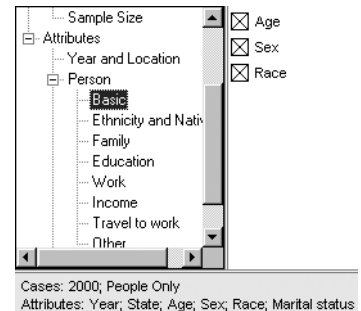 Sample Size
Attributes
Year and Location
Person
Basic
Ethnicity and Nativ
Family
Education
Work
Income
Travel to work
Other
Age
Sex
Race
Cases: 2000; People Only
Attributes: Year; State; Age; Sex; Race; Marital status